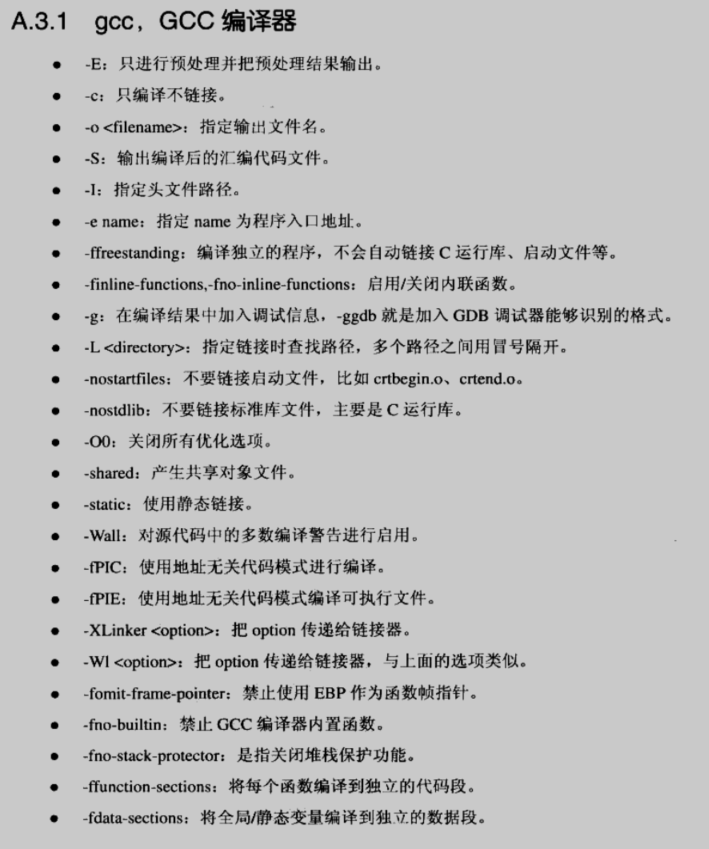 A.3.1 gcc，GCC 编译器
● -E：只进行预处理并把预处理结果输出。
● -c：只编译不链接。
● -o <filename>：指定输出文件名。
● -S：输出编译后的汇编代码文件。
● -I：指定头文件路径。
● -e name：指定 name 为程序入口地址。
● -ffreestanding：编译独立的程序，不会自动链接 C 运行库、启动文件等。
● -finline-functions,-fno-inline-functions：启用/关闭内联函数。
● -g：在编译结果中加入调试信息，-ggdb 就是加入 GDB 调试器能够识别的格式。
● -L <directory>：指定链接时查找路径，多个路径之间用冒号隔开。
● -nostartfiles：不要链接启动文件，比如 crtbegin.o、crtend.o。
● -nostdlib：不要链接标准库文件，主要是 C 运行库。
● -O0：关闭所有优化选项。
● -shared：产生共享对象文件。
● -static：使用静态链接。
● -Wall：对源代码中的多数编译警告进行启用。
● -fPIC：使用地址无关代码模式进行编译。
● -fPIE：使用地址无关代码模式编译可执行文件。
● -XLinker <option>：把 option 传递给链接器。
● -Wl <option>：把 option 传递给链接器，与上面的选项类似。
● -fomit-frame-pointer：禁止使用 EBP 作为函数帧指针。
● -fno-builtin：禁止 GCC 编译器内置函数。
● -fno-stack-protector：是指关闭堆栈保护功能。
● -ffunction-sections：将每个函数编译到独立的代码段。
● -fdata-sections：将全局/静态变量编译到独立的数据段。